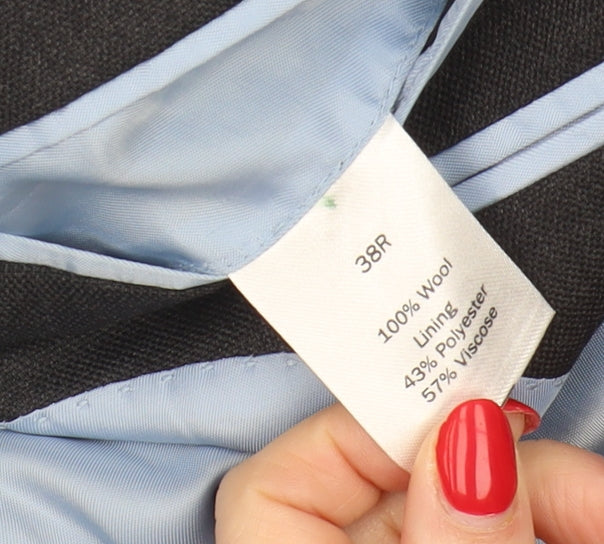 38R
100% Wool
Lining
43% Polyester
57% Viscose